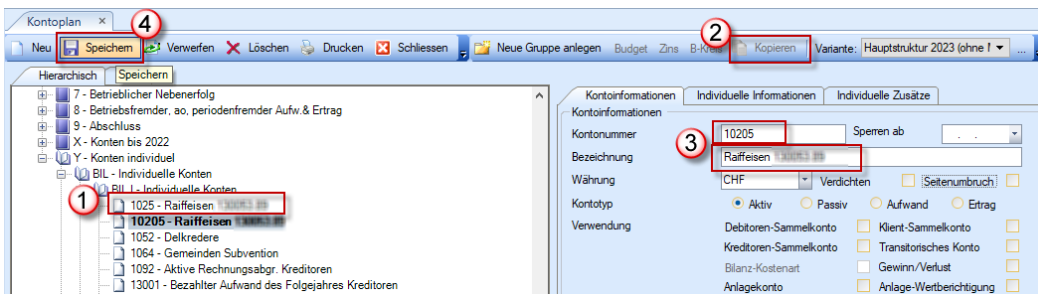 Kontoplan ×
4
2
Neu Speichern Verwerfen Löschen Drucken Schliessen Neue Gruppe anlegen Budget Zins Kopieren Variante: Hauptstruktur 2023 (ohne ...
Hierarchisch Speichern
7 - Betrieblicher Nebenerfolg
8 - Betriebsfremder, ao, periodenfremder Aufw.& Ertrag
9 - Abschluss
X - Konten bis 2022
Y - Konten individuel
BIL - Individuelle Konten
BIL I - Individuelle Konten
1
1025 - Raiffeisen
10205 - Raiffeisen
1052 - Delkredere
1064 - Gemeinden Subvention
1092 - Aktive Rechnungsabgr. Kreditoren
13001 - Bezahlter Aufwand des Folgejahres Kreditoren
Kontoinformationen Individuelle Informationen Individuelle Zusätze
Kontoinformationen
Kontonummer 10205 Sperren ab . .
3
Bezeichnung Raiffeisen
Währung CHF Verdichten Seitenumbruch
Kontotyp Aktiv Passiv Aufwand Ertrag
Verwendung Debitoren-Sammelkonto Klient-Sammelkonto
Kreditoren-Sammelkonto Transitorisches Konto
Bilanz-Kostenart Gewinn/Verlust
Anlagekonto Anlage-Wertberichtigung